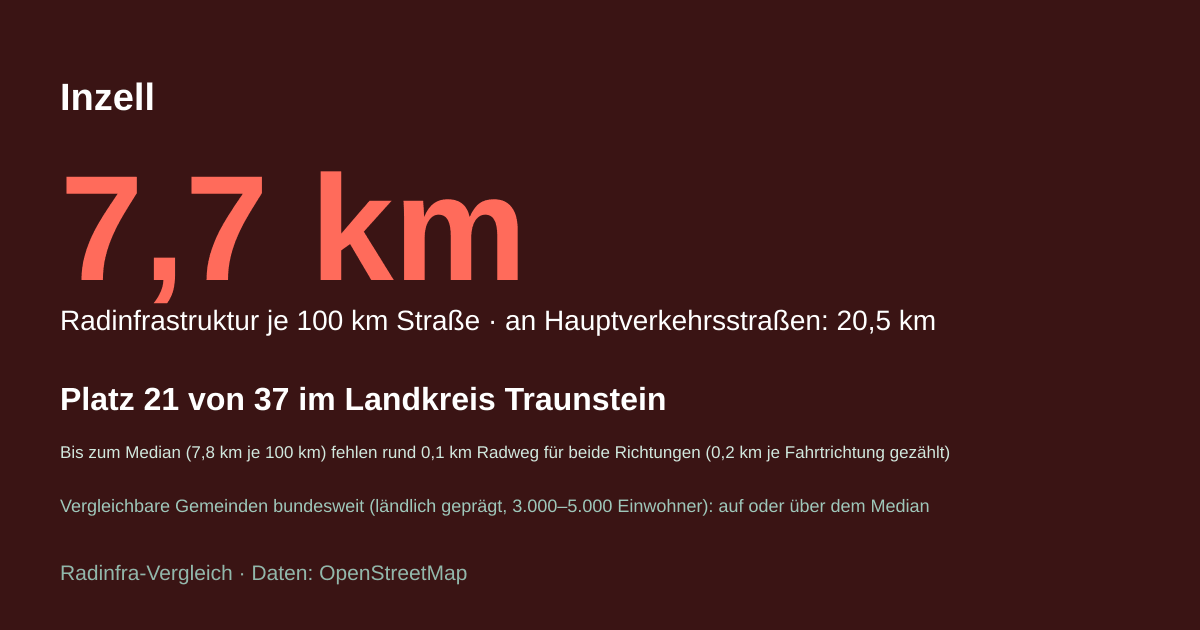 Inzell
7,7 km
Radinfrastruktur je 100 km Straße · an Hauptverkehrsstraßen: 20,5 km
Platz 21 von 37 im Landkreis Traunstein
Bis zum Median (7,8 km je 100 km) fehlen rund 0,1 km Radweg für beide Richtungen (0,2 km je Fahrtrichtung gezählt)
Vergleichbare Gemeinden bundesweit (ländlich geprägt, 3.000–5.000 Einwohner): auf oder über dem Median
Radinfra-Vergleich · Daten: OpenStreetMap